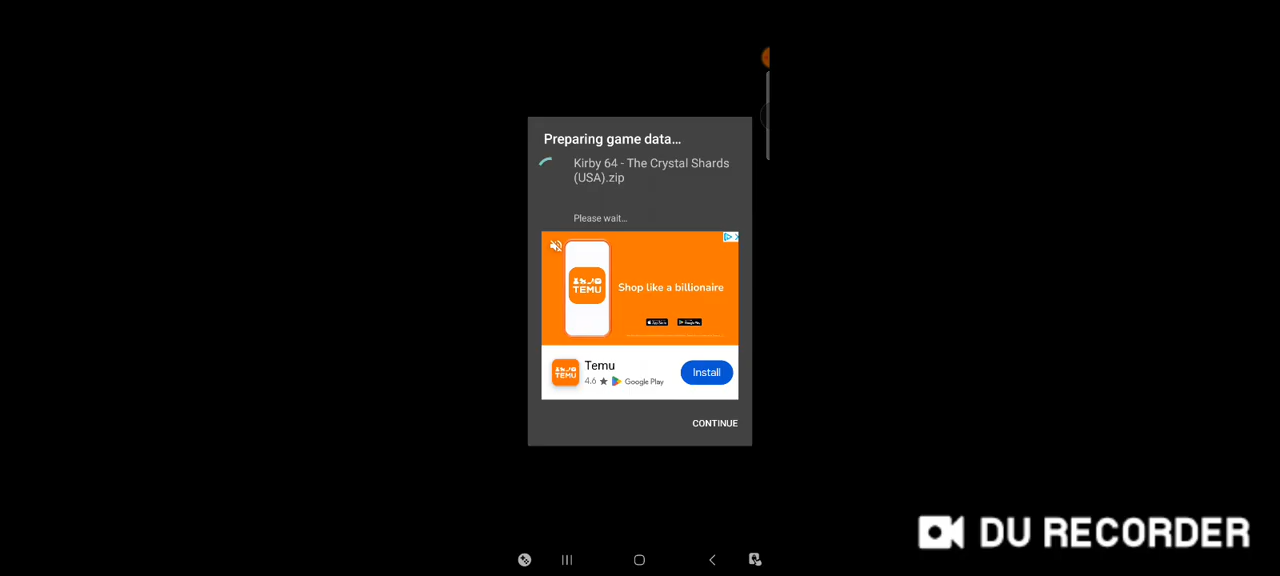 Preparing game data...
Kirby 64 - The Crystal Shards
(USA).zip
Please wait...
TEMU
Shop like a billionaire
TEMU
Temu
4.6 ★ Google Play
Install
CONTINUE
DU RECORDER